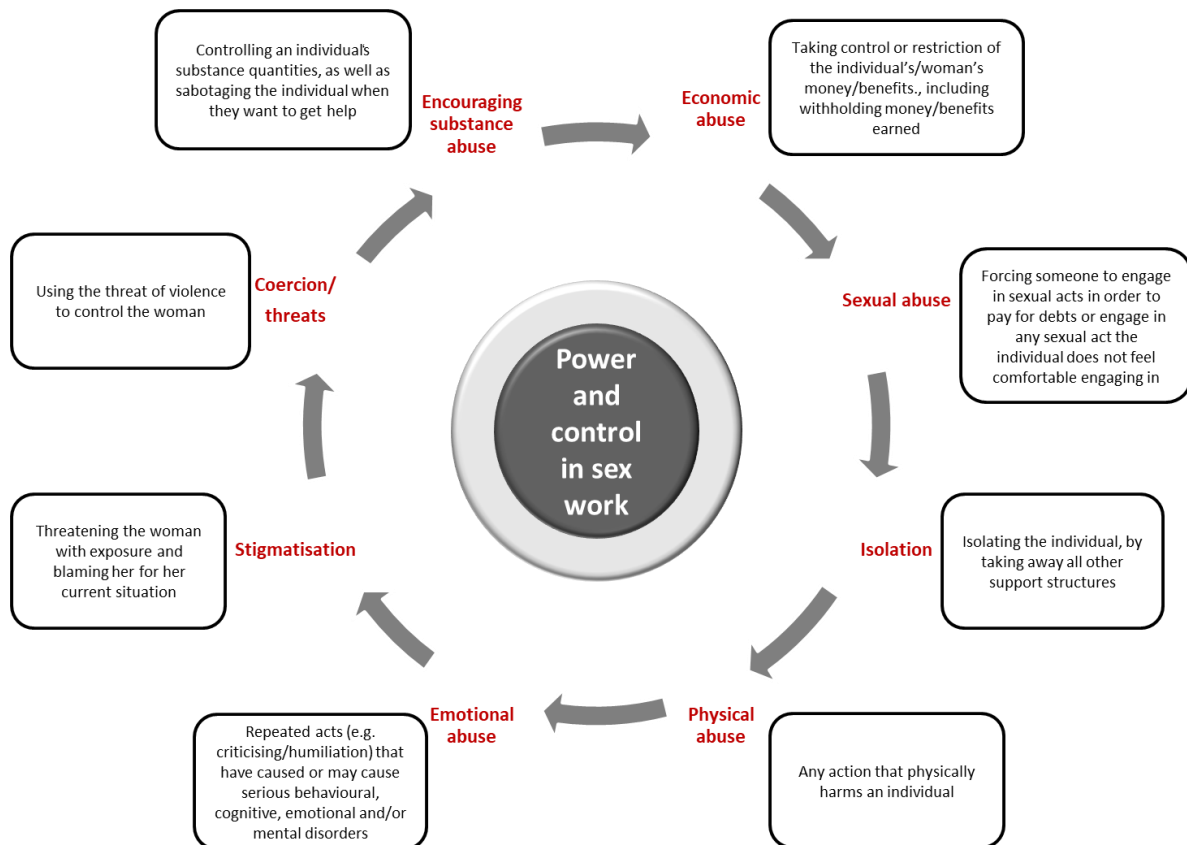 Controlling an individual's
substance quantities, as well as
sabotaging the individual when
they want to get help
Encouraging
substance
abuse
Economic
abuse
Taking control or restriction of
the individual's/woman's
money/benefits., including
withholding money/benefits
earned
Using the threat of violence
to control the woman
Coercion/
threats
Sexual abuse
Forcing someone to engage
in sexual acts in order to
pay for debts or engage in
any sexual act the
individual does not feel
comfortable engaging in
Power
and
control
in sex
work
Threatening the woman
with exposure and
blaming her for her
current situation
Stigmatisation
Isolation
Isolating the individual, by
taking away all other
support structures
Repeated acts (e.g.
criticising/humiliation) that
have caused or may cause
serious behavioural,
cognitive, emotional and/or
mental disorders
Emotional
abuse
Physical
abuse
Any action that physically
harms an individual